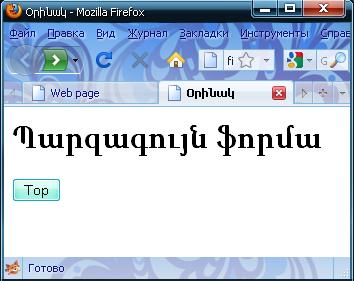 Օրինակ - Mozilla Firefox
Файл Правка Вид Журнал Закладки Инструменты Справ
fi
Web page Օրինակ
Պարզագույն ֆորմա
Top
Готово